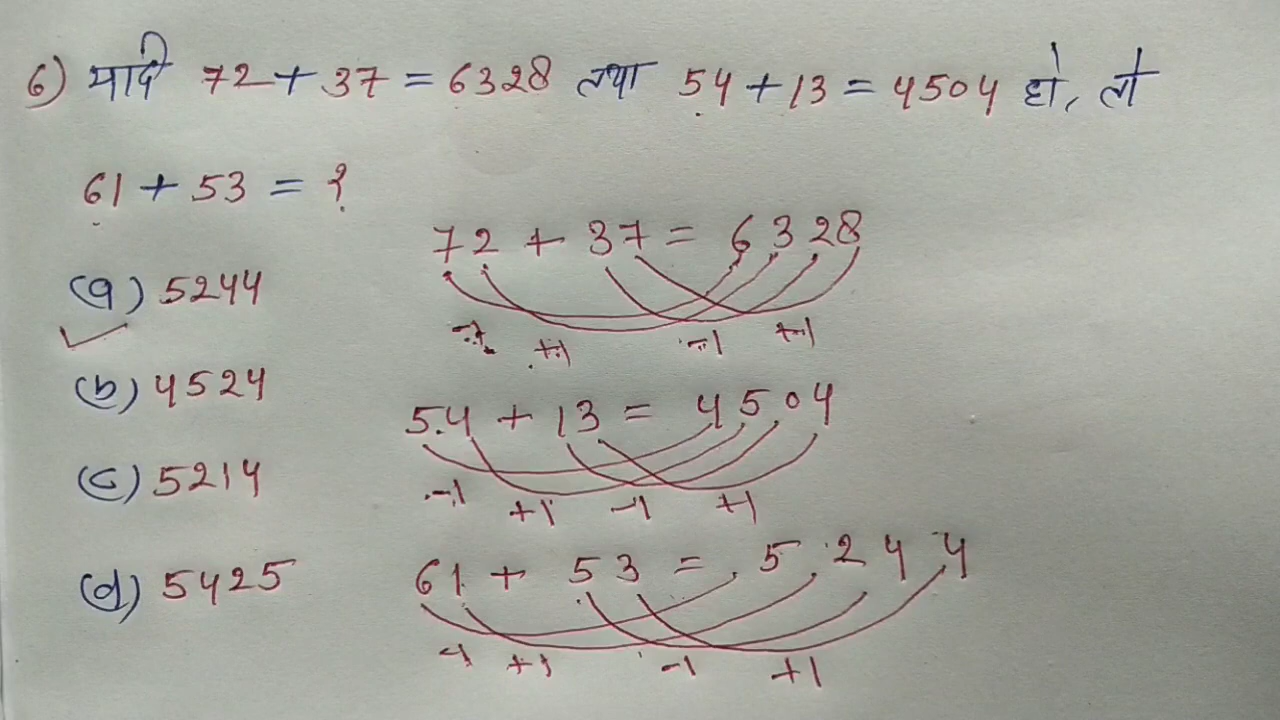 6) यदि 72 + 37 = 6328 तथा 54 + 13 = 4504 हो, तो
61 + 53 = ?
(a) 5244
(b) 4524
(c) 5214
(d) 5425
72 + 37 = 6328
+1 -1 +1
54 + 13 = 4504
-1 +1 -1 +1
61 + 53 = 5244
-1 +1 -1 +1